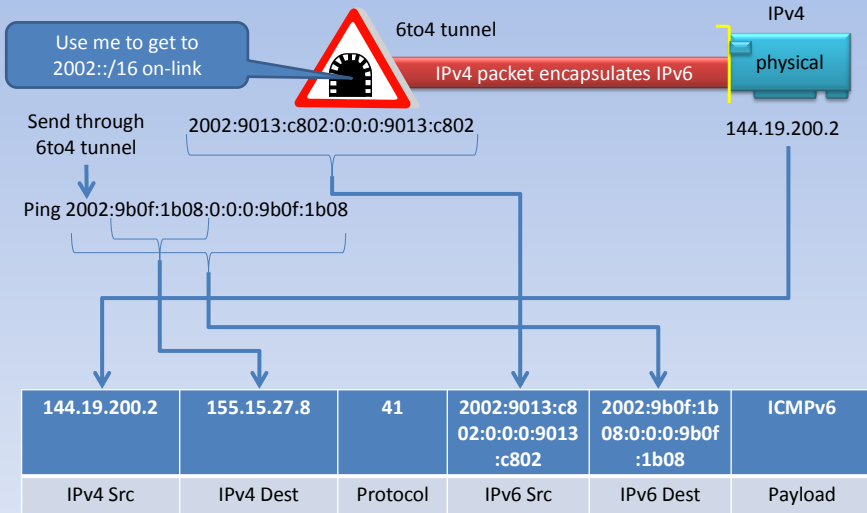 Use me to get to
2002::/16 on-link
6to4 tunnel
IPv4
IPv4 packet encapsulates IPv6
physical
Send through
6to4 tunnel
2002:9013:c802:0:0:0:9013:c802
144.19.200.2
Ping 2002:9b0f:1b08:0:0:0:9b0f:1b08
144.19.200.2
155.15.27.8
41
2002:9013:c8
02:0:0:0:9013
:c802
2002:9b0f:1b
08:0:0:0:9b0f
:1b08
ICMPv6
IPv4 Src
IPv4 Dest
Protocol
IPv6 Src
IPv6 Dest
Payload